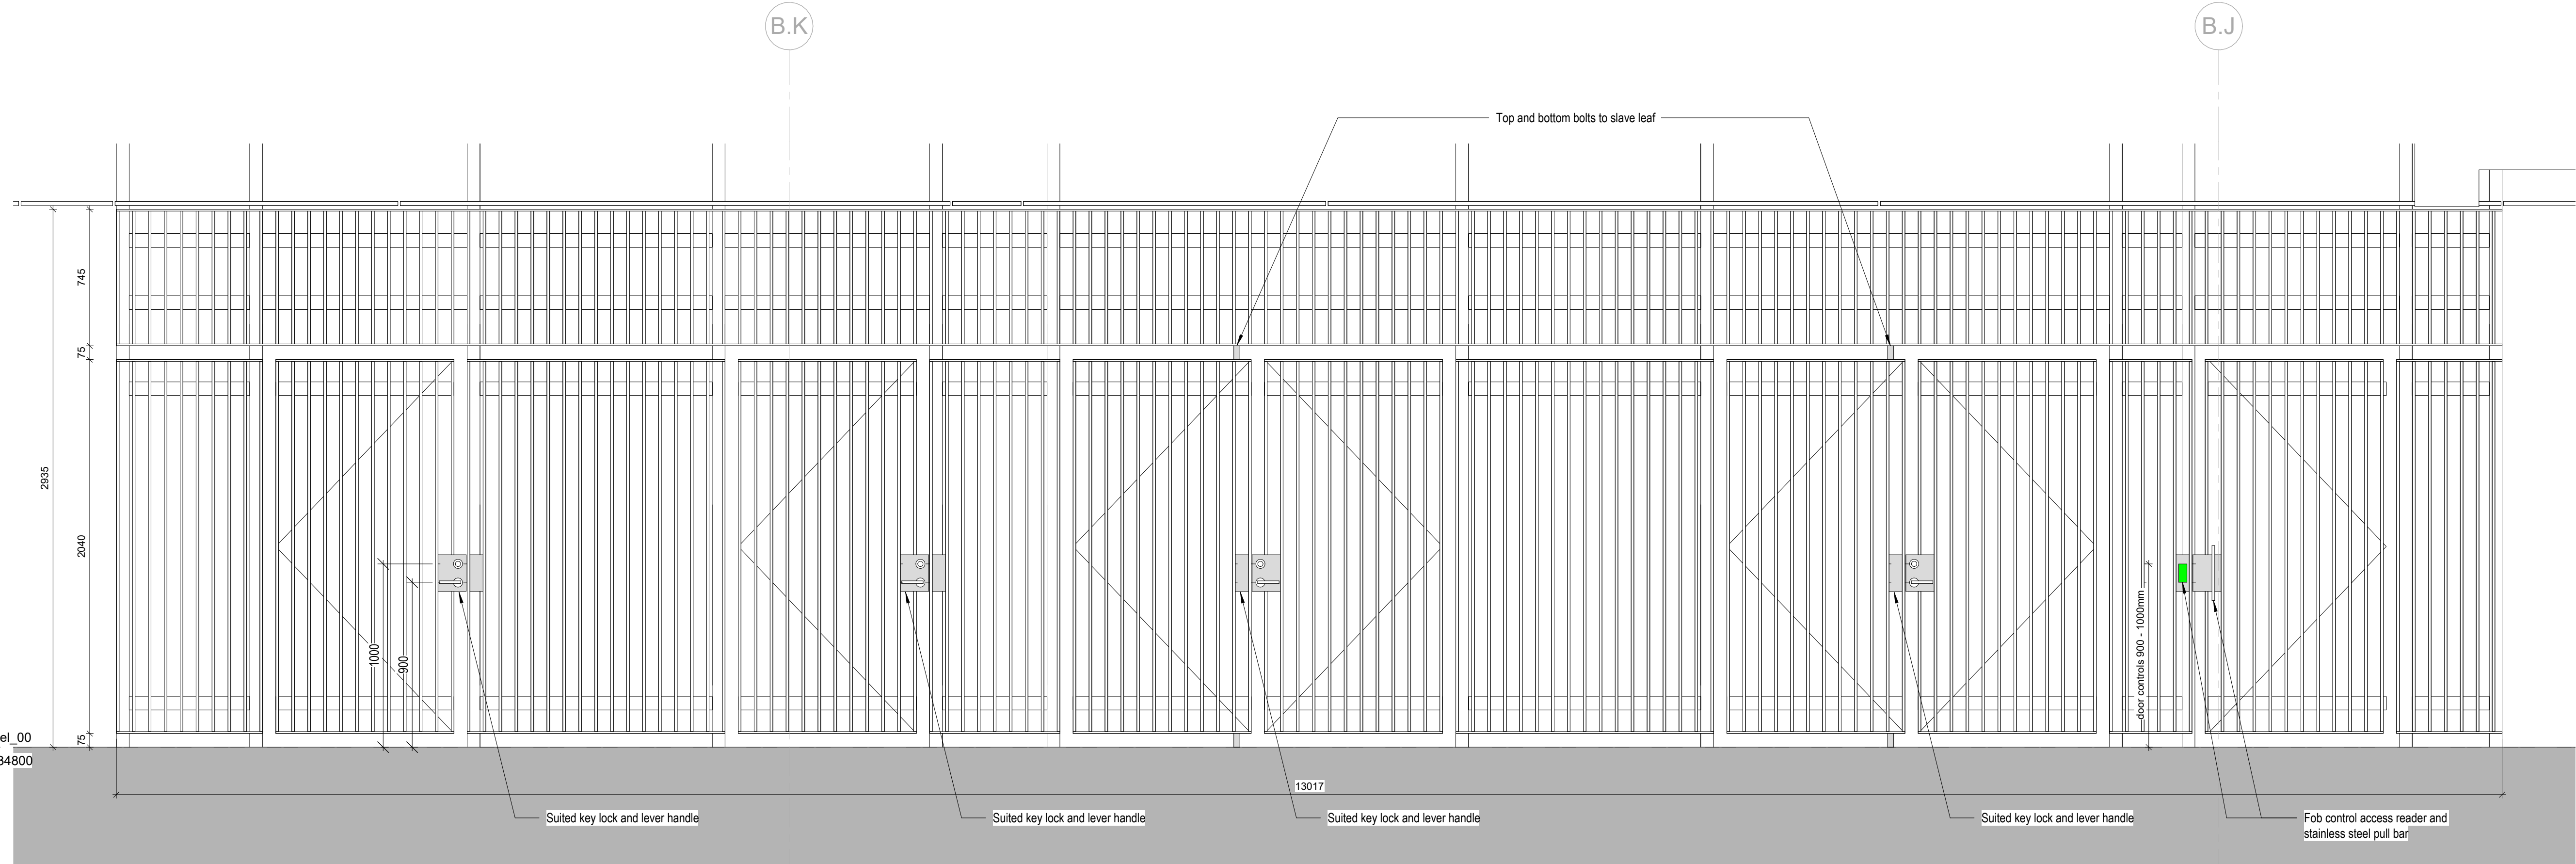 B.K
B.J
Top and bottom bolts to slave leaf
745
75
2935
2040
1000
900
door controls 900 - 1000mm
75
el_00
34800
13017
Suited key lock and lever handle
Suited key lock and lever handle
Suited key lock and lever handle
Suited key lock and lever handle
Fob control access reader and
stainless steel pull bar